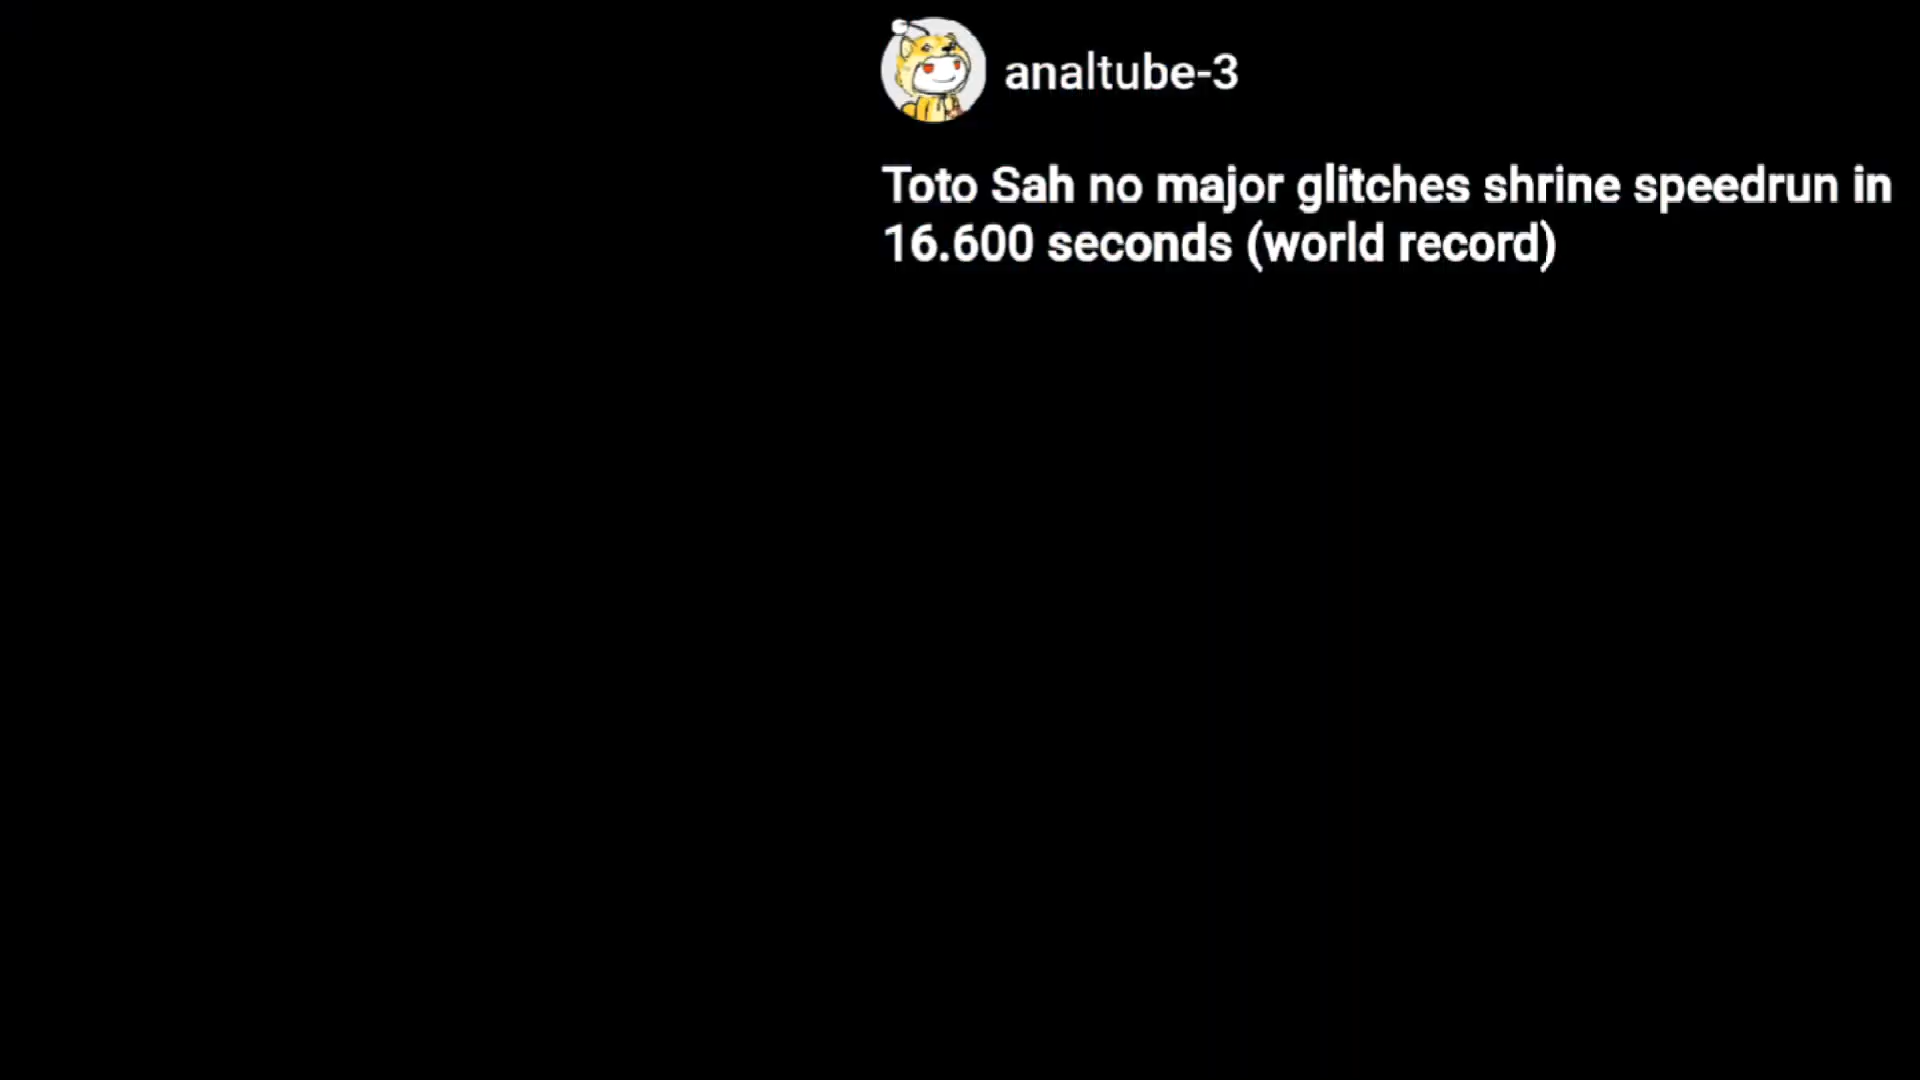 analtube-3
Toto Sah no major glitches shrine speedrun in
16.600 seconds (world record)